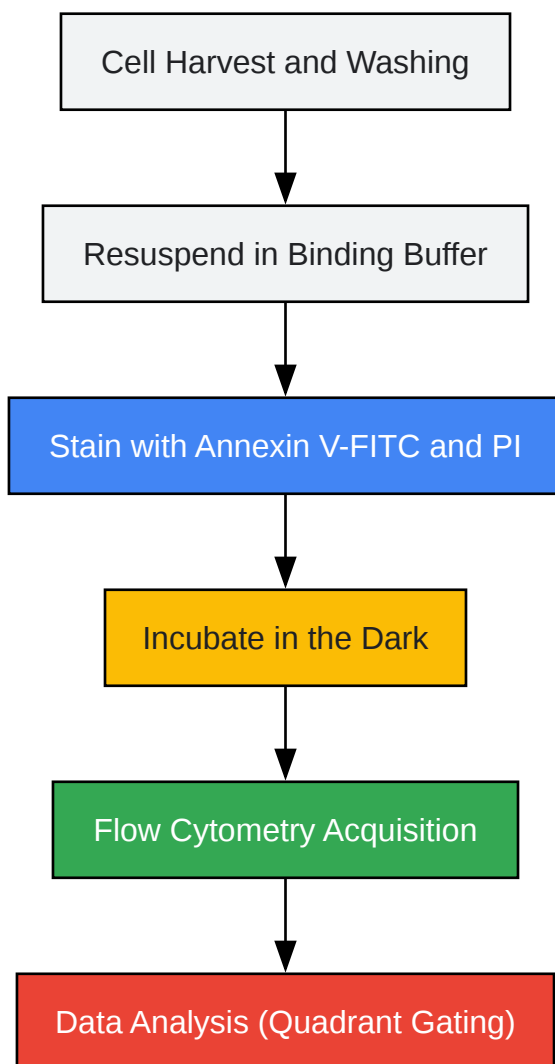 Cell Harvest and Washing
Resuspend in Binding Buffer
Stain with Annexin V-FITC and PI
Incubate in the Dark
Flow Cytometry Acquisition
Data Analysis (Quadrant Gating)